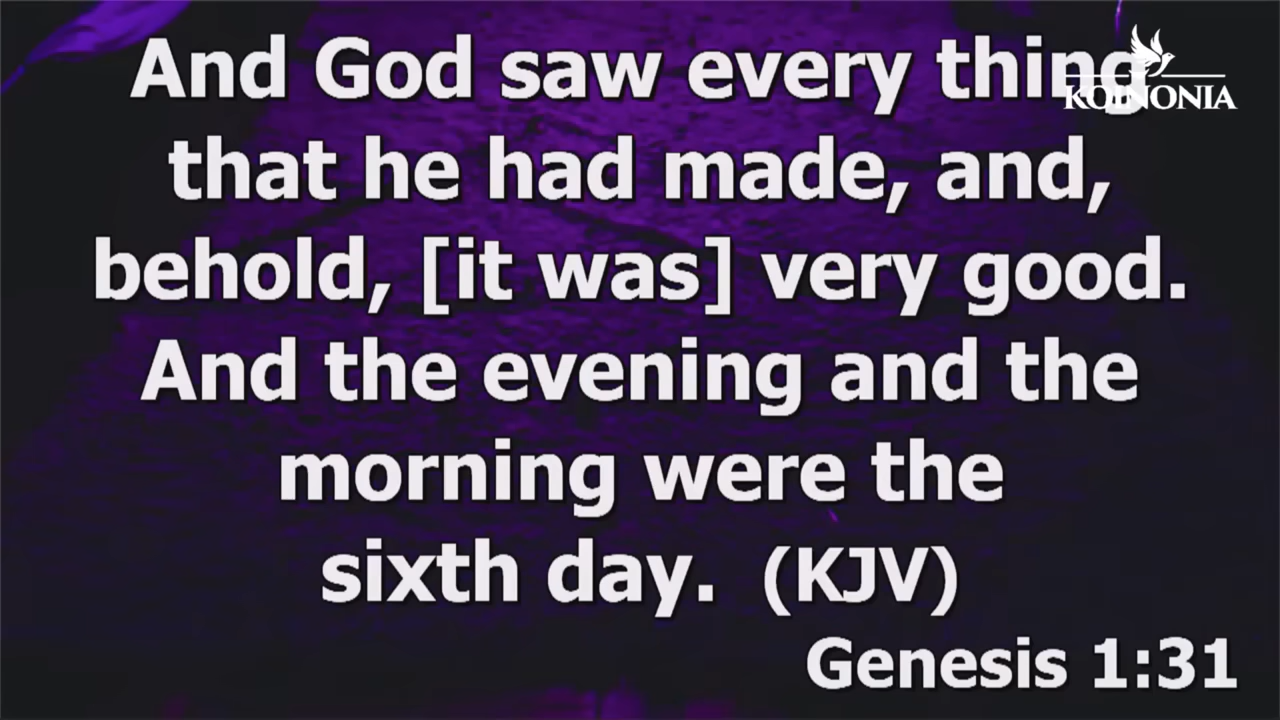 And God saw every thing
KOINONIA
that he had made, and,
behold, [it was] very good.
And the evening and the
morning were the
sixth day. (KJV)
Genesis 1:31